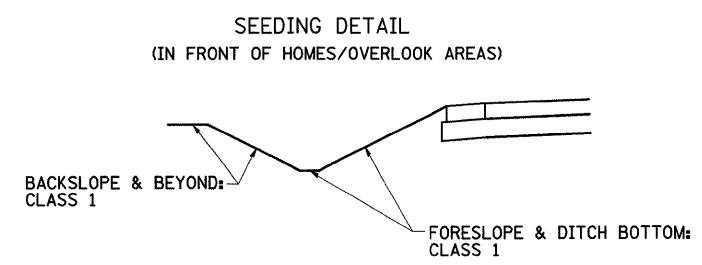 SEEDING DETAIL
(IN FRONT OF HOMES/OVERLOOK AREAS)
BACKSLOPE & BEYOND:
CLASS 1
FORESLOPE & DITCH BOTTOM:
CLASS 1